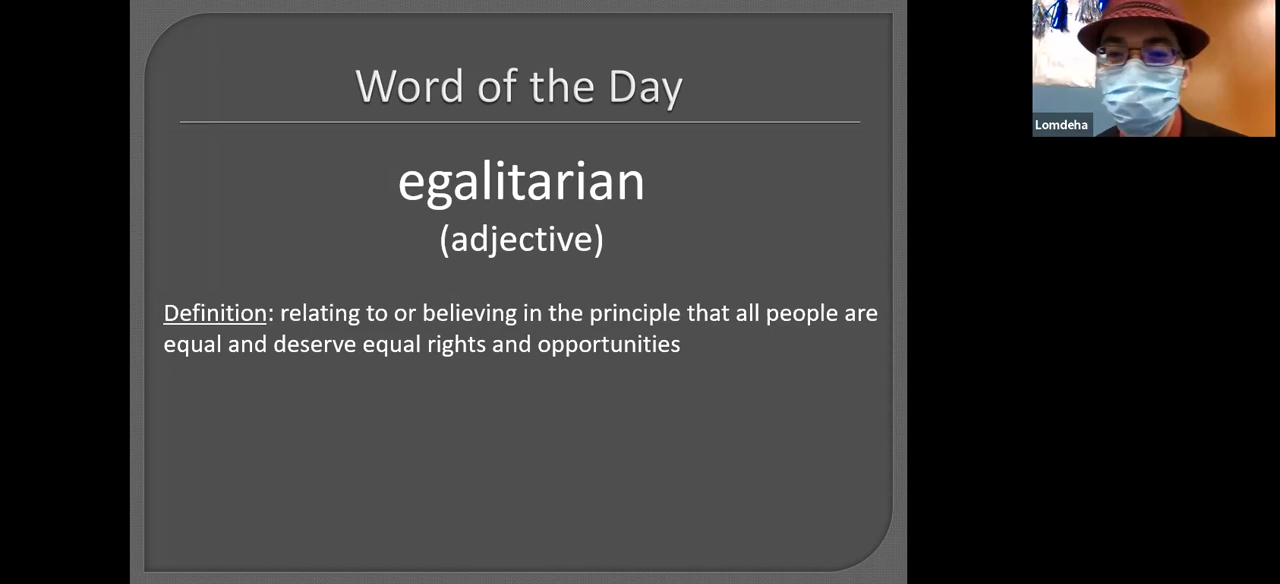 Word of the Day
egalitarian
(adjective)
Definition: relating to or believing in the principle that all people are
equal and deserve equal rights and opportunities
Lomdeha